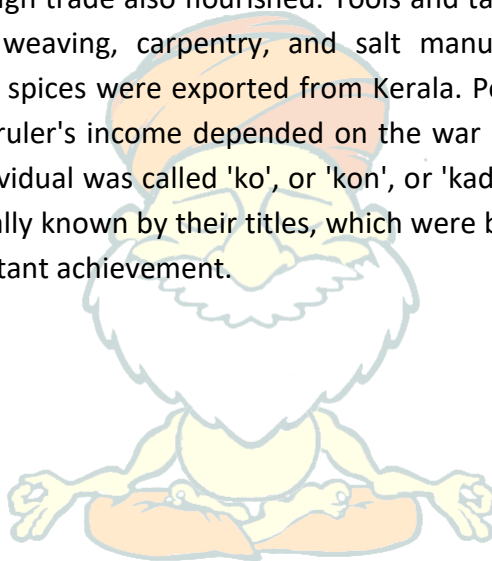 gh trade also flourished. Tools and ta
weaving, carpentry, and salt manu
spices were exported from Kerala. Pe
ruler's income depended on the war
vidual was called 'ko', or 'kon', or 'kad
ally known by their titles, which were b
tant achievement.